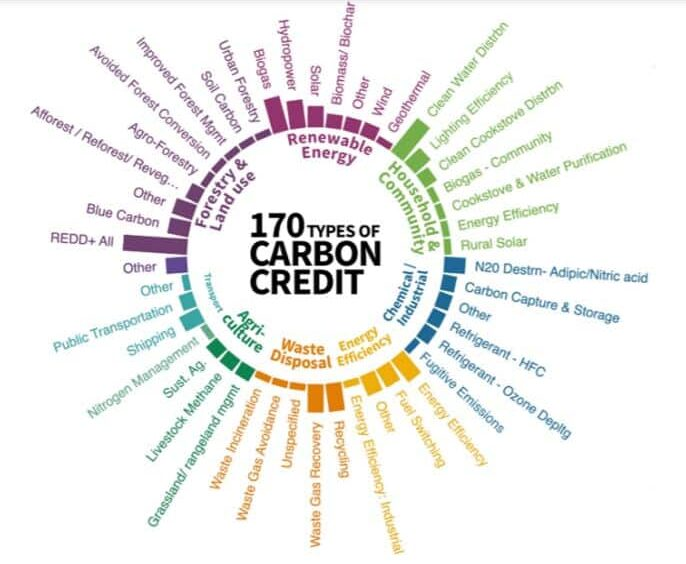 170 TYPES OF
CARBON
CREDIT
Renewable
Energy
Biogas
Hydropower
Solar
Biomass/ Biochar
Other
Wind
Geothermal
Household &
Community
Clean Water Distrbn
Lighting Efficiency
Clean Cookstove Distrbn
Biogas - Community
Cookstove & Water Purification
Energy Efficiency
Rural Solar
Chemical /
Industrial
N20 Destrn- Adipic/Nitric acid
Carbon Capture & Storage
Other
Refrigerant - HFC
Refrigerant - Ozone Depltg
Fugitive Emissions
Energy
Efficiency
Energy Efficiency
Fuel Switching
Other
Energy Efficiency: Industrial
Waste
Disposal
Recycling
Waste Gas Recovery
Unspecified
Waste Gas Avoidance
Waste Incineration
Agri-
culture
Grassland/ rangeland mgmt
Livestock Methane
Sust. Ag.
Nitrogen Management
Transport
Shipping
Public Transportation
Other
Other
Forestry &
Land use
REDD+ All
Blue Carbon
Other
Afforest / Reforest/ Reveg...
Agro-Forestry
Avoided Forest Conversion
Improved Forest Mgmt
Soil Carbon
Urban Forestry